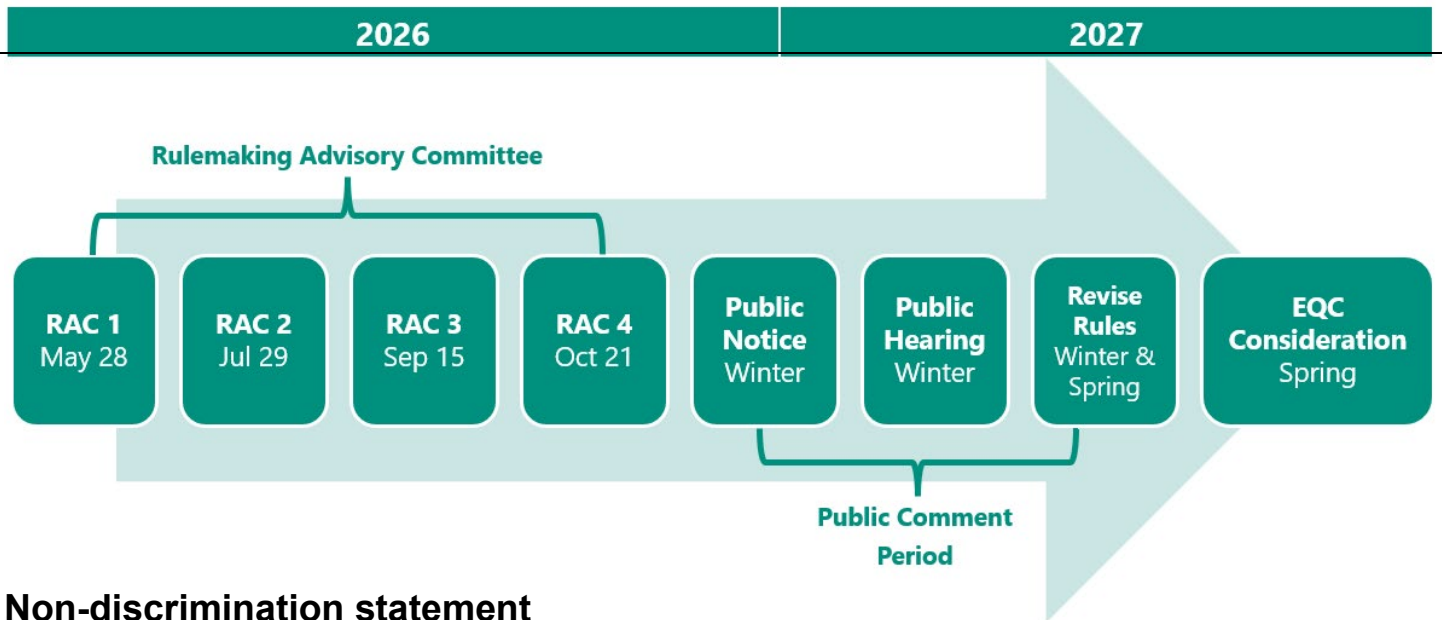 2026
2027
Rulemaking Advisory Committee
RAC 1
May 28
RAC 2
Jul 29
RAC 3
Sep 15
RAC 4
Oct 21
Public
Notice
Winter
Public
Hearing
Winter
Revise
Rules
Winter &
Spring
EQC
Consideration
Spring
Public Comment
Period
Non-discrimination statement